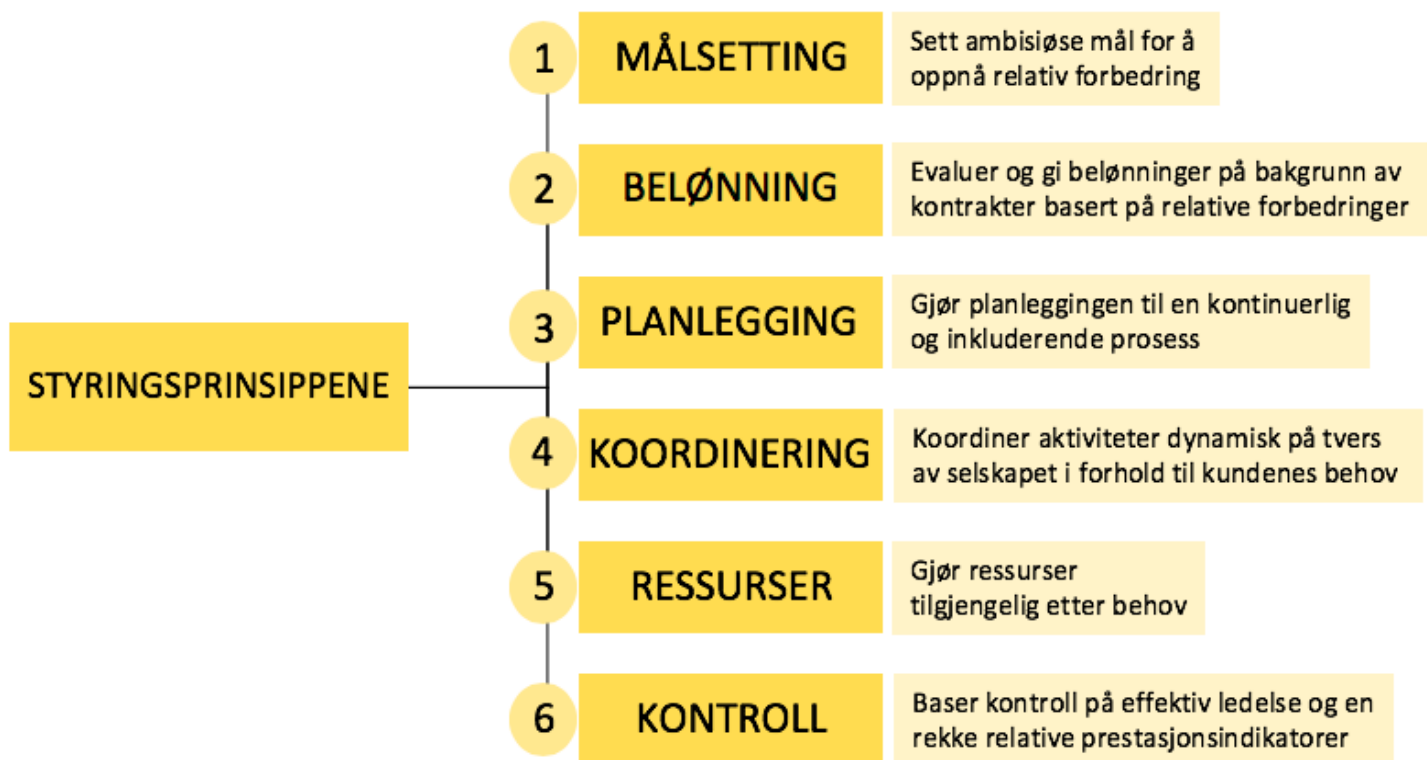 STYRINGSPRINSIPPENE
1
MÅLSETTING
Sett ambisiøse mål for å
oppnå relativ forbedring
2
BELØNNING
Evaluer og gi belønninger på bakgrunn av
kontrakter basert på relative forbedringer
3
PLANLEGGING
Gjør planleggingen til en kontinuerlig
og inkluderende prosess
4
KOORDINERING
Koordiner aktiviteter dynamisk på tvers
av selskapet i forhold til kundenes behov
5
RESSURSER
Gjør ressurser
tilgjengelig etter behov
6
KONTROLL
Baser kontroll på effektiv ledelse og en
rekke relative prestasjonsindikatorer